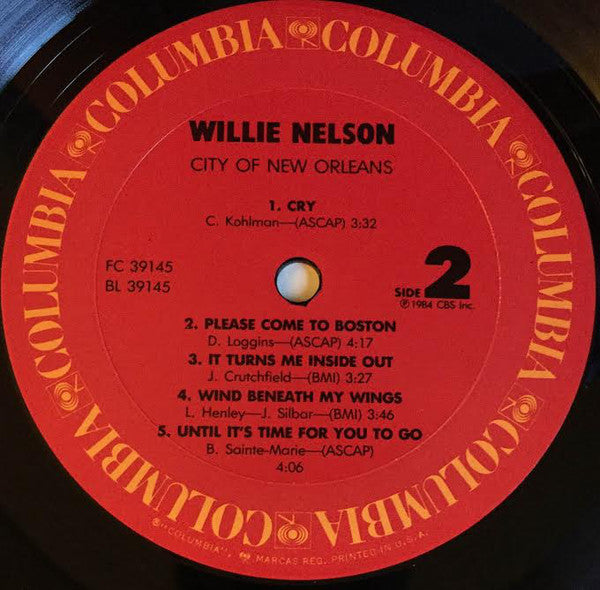 COLUMBIA COLUMBIA COLUMBIA COLUMBIA COLUMBIA COLUMBIA
WILLIE NELSON
CITY OF NEW ORLEANS
1. CRY
C. Kohlman—(ASCAP) 3:32
FC 39145
BL 39145
SIDE 2
℗ 1984 CBS Inc.
2. PLEASE COME TO BOSTON
D. Loggins—(ASCAP) 4:17
3. IT TURNS ME INSIDE OUT
J. Crutchfield—(BMI) 3:27
4. WIND BENEATH MY WINGS
L. Henley—J. Silbar—(BMI) 3:46
5. UNTIL IT'S TIME FOR YOU TO GO
B. Sainte-Marie—(ASCAP)
4:06
® "COLUMBIA", MARCAS REG. PRINTED IN U.S.A.